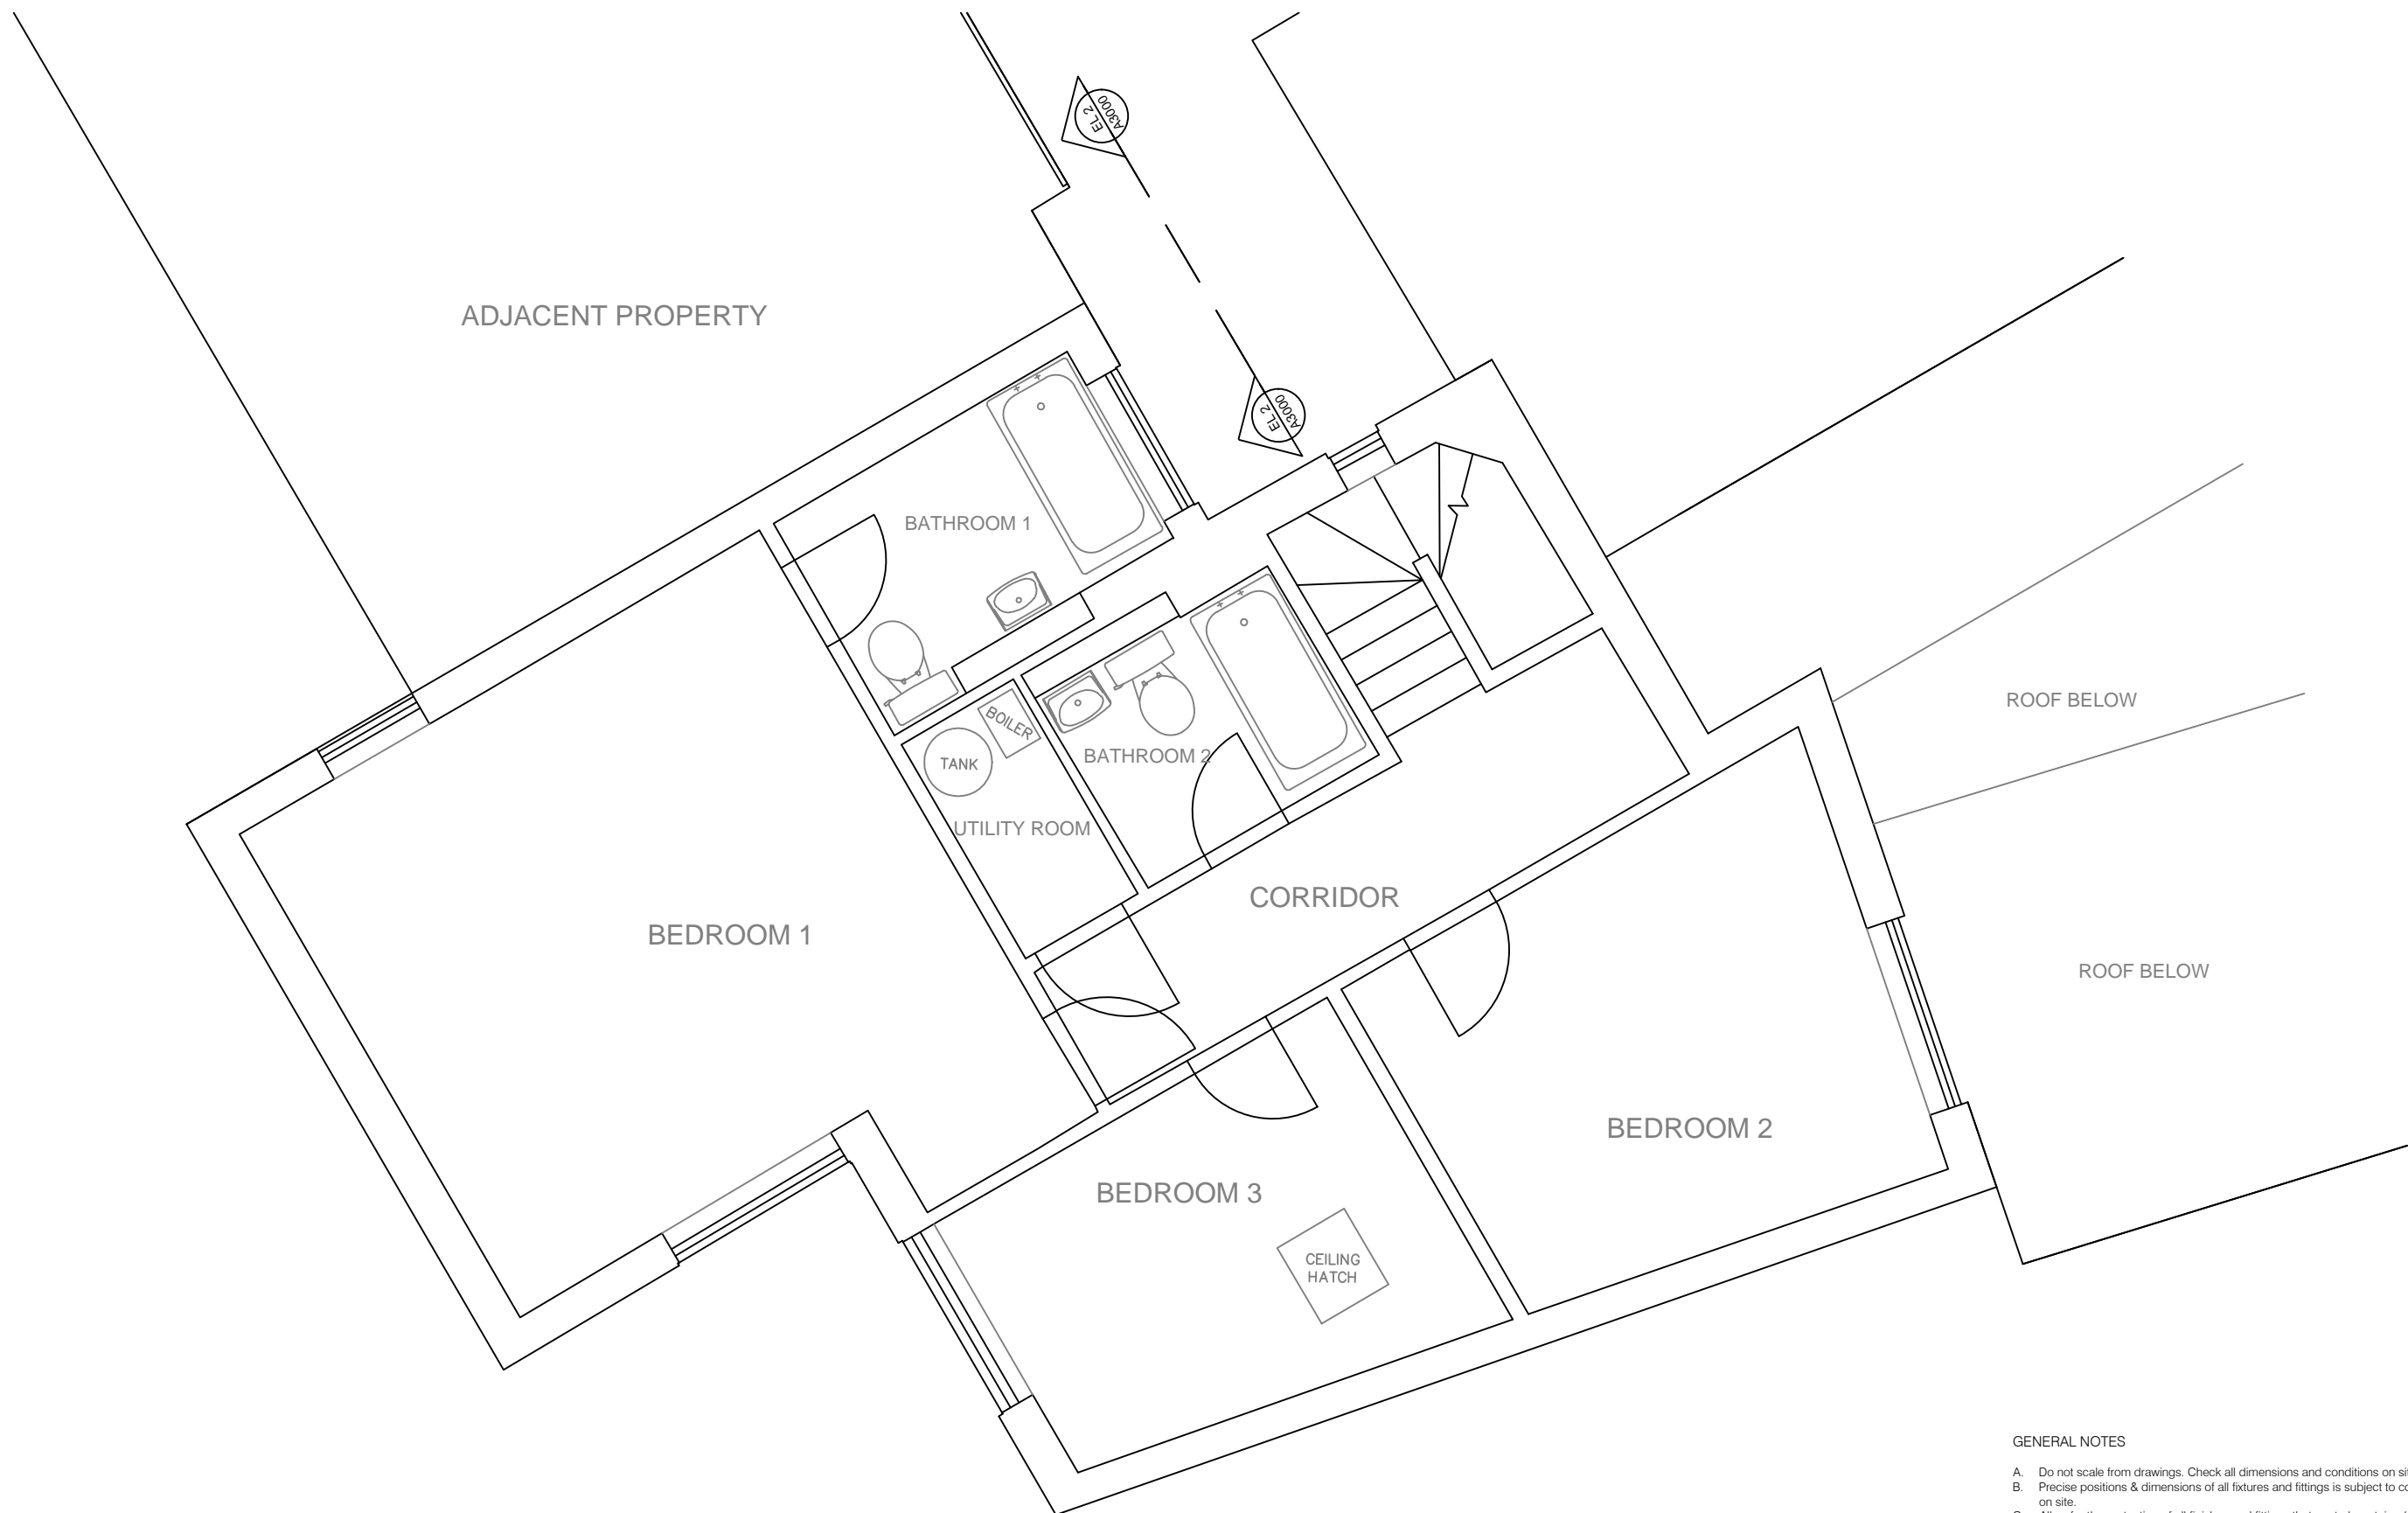 EL 2
A3000
ADJACENT PROPERTY
EL 2
A3000
BATHROOM 1
ROOF BELOW
BOILER
TANK
BATHROOM 2
UTILITY ROOM
CORRIDOR
BEDROOM 1
ROOF BELOW
BEDROOM 2
BEDROOM 3
CEILING
HATCH
GENERAL NOTES
A. Do not scale from drawings. Check all dimensions and conditions on
B. Precise positions & dimensions of all fixtures and fittings is subject to
on site.